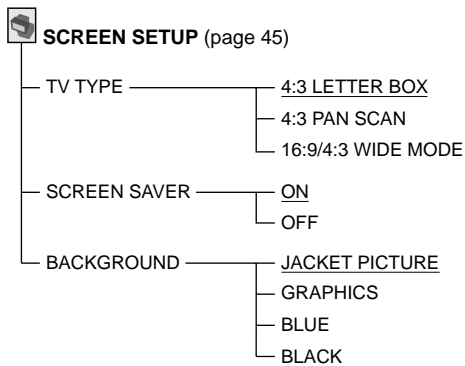 SCREEN SETUP (page 45)
TV TYPE
4:3 LETTER BOX
4:3 PAN SCAN
16:9/4:3 WIDE MODE
SCREEN SAVER
ON
OFF
BACKGROUND
JACKET PICTURE
GRAPHICS
BLUE
BLACK